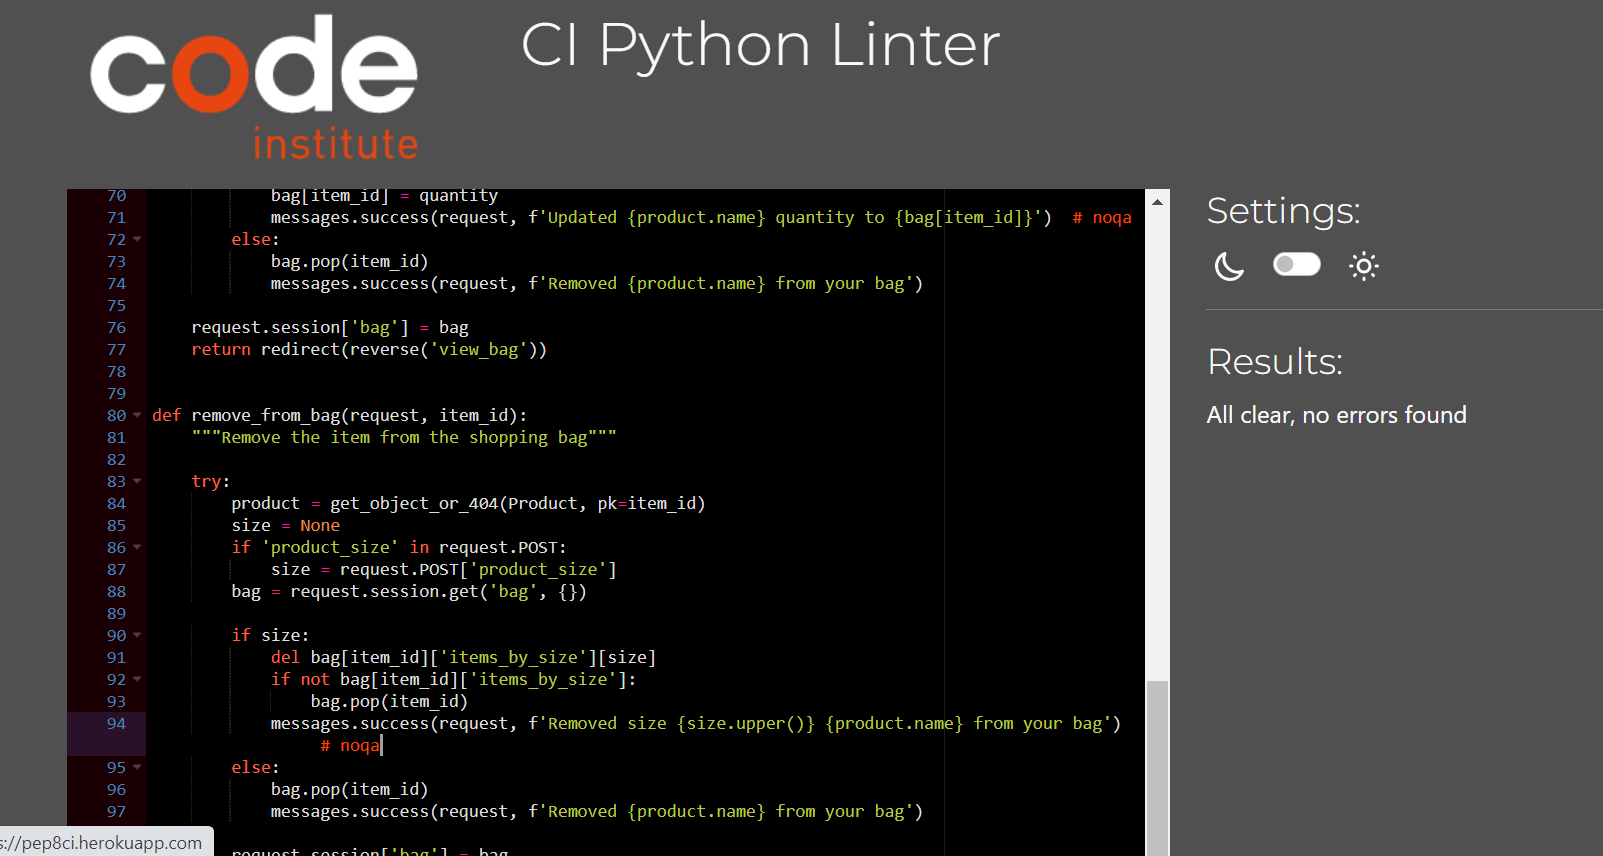 code
institute
CI Python Linter
70 bag[item_id] = quantity
71 messages.success(request, f'Updated {product.name} quantity to {bag[item_id]}')  # noqa
72 else:
73 bag.pop(item_id)
74 messages.success(request, f'Removed {product.name} from your bag')
75
76 request.session['bag'] = bag
77 return redirect(reverse('view_bag'))
78
79
80 def remove_from_bag(request, item_id):
81 """Remove the item from the shopping bag"""
82
83 try:
84 product = get_object_or_404(Product, pk=item_id)
85 size = None
86 if 'product_size' in request.POST:
87 size = request.POST['product_size']
88 bag = request.session.get('bag', {})
89
90 if size:
91 del bag[item_id]['items_by_size'][size]
92 if not bag[item_id]['items_by_size']:
93 bag.pop(item_id)
94 messages.success(request, f'Removed size {size.upper()} {product.name} from your bag')
# noqa
95 else:
96 bag.pop(item_id)
97 messages.success(request, f'Removed {product.name} from your bag')
request.session['bag'] = bag
Settings:
Results:
All clear, no errors found
s://pep8ci.herokuapp.com